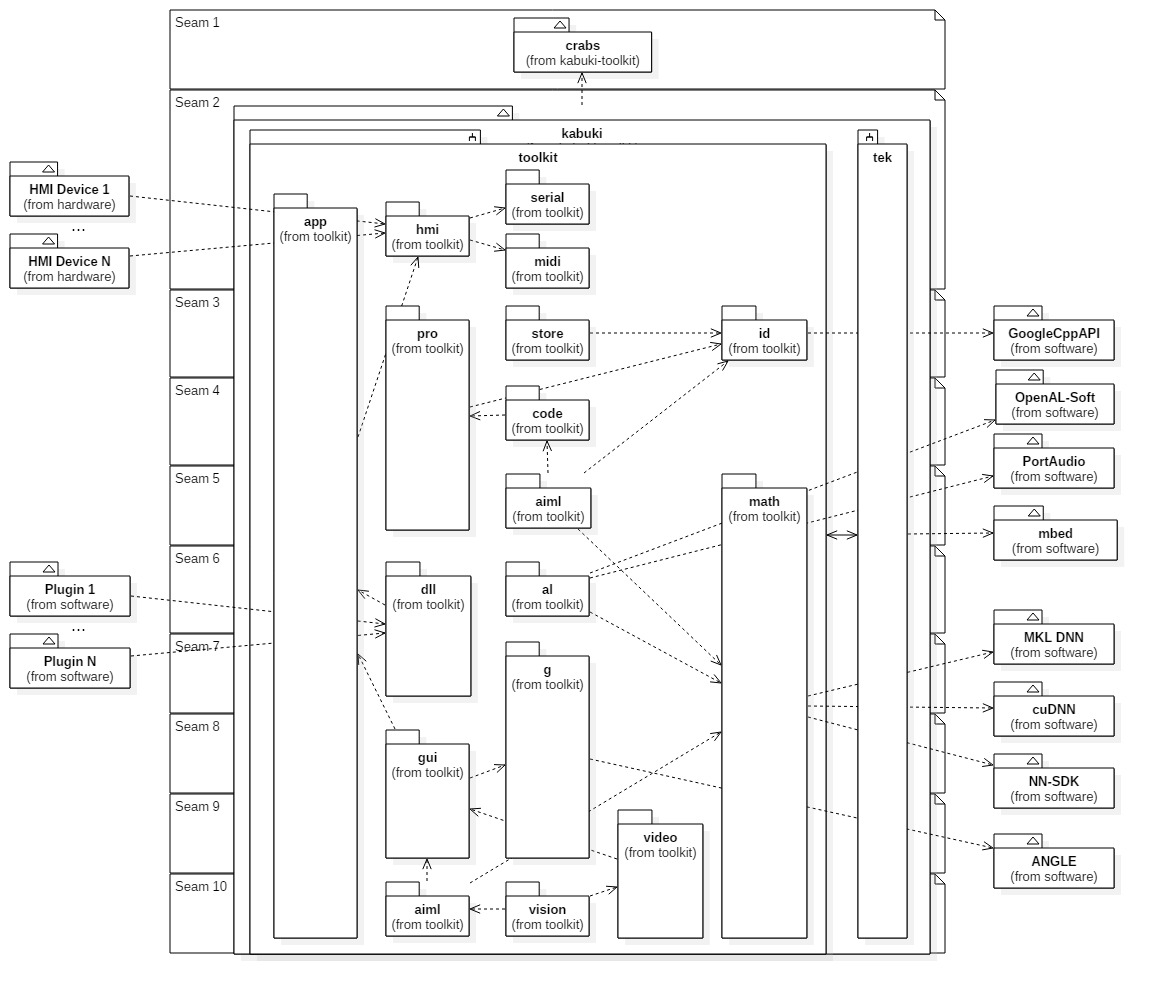 Seam 1
crabs
(from kabuki-toolkit)
Seam 2
kabuki
toolkit
tek
HMI Device 1
(from hardware)
...
HMI Device N
(from hardware)
app
(from toolkit)
hmi
(from toolkit)
serial
(from toolkit)
midi
(from toolkit)
Seam 3
pro
(from toolkit)
store
(from toolkit)
id
(from toolkit)
GoogleCppAPI
(from software)
Seam 4
code
(from toolkit)
OpenAL-Soft
(from software)
PortAudio
(from software)
Seam 5
aiml
(from toolkit)
math
(from toolkit)
mbed
(from software)
Seam 6
Plugin 1
(from software)
...
Plugin N
(from software)
dll
(from toolkit)
al
(from toolkit)
Seam 7
g
(from toolkit)
MKL DNN
(from software)
cuDNN
(from software)
Seam 8
gui
(from toolkit)
NN-SDK
(from software)
Seam 9
video
(from toolkit)
ANGLE
(from software)
Seam 10
aiml
(from toolkit)
vision
(from toolkit)